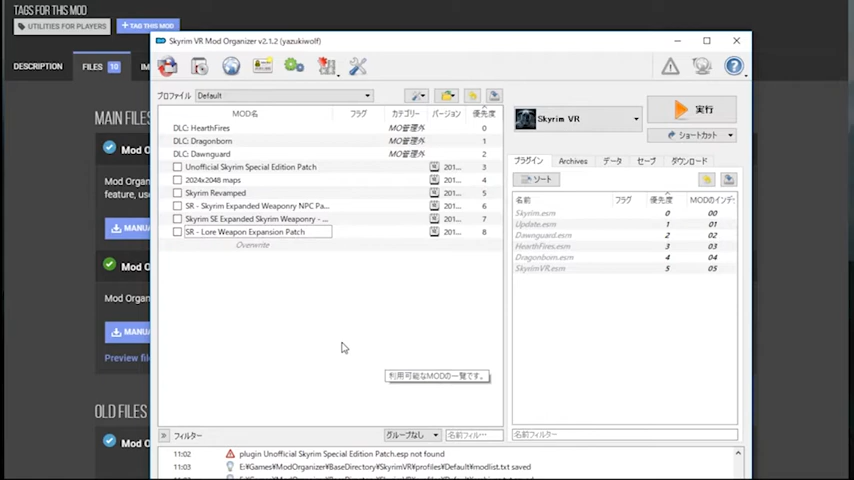 TAGS FOR THIS MOD
UTILITIES FOR PLAYERS
+ TAG THIS MOD
DESCRIPTION
FILES 10
IM
MAIN FILES
Mod O
Mod Organi
feature, use
MANUA
Mod O
Mod Organi
MANUA
Preview file
OLD FILES
Mod O
Skyrim VR Mod Organizer v2.1.2 (yazukiwolf)
プロファイル Default
MOD名 フラグ カテゴリー バージョン 優先度
DLC: HearthFires MO管理外 0
DLC: Dragonborn MO管理外 1
DLC: Dawnguard MO管理外 2
Unofficial Skyrim Special Edition Patch 201... 3
2024x2048 maps 201... 4
Skyrim Revamped 201... 5
SR - Skyrim Expanded Weaponry NPC Pa... 201... 6
Skyrim SE Expanded Skyrim Weaponry - ... 201... 7
SR - Lore Weapon Expansion Patch 201... 8
Overwrite
利用可能なMODの一覧です。
フィルター
グループなし
名前フィル...
Skyrim VR
実行
ショートカット
プラグイン Archives データ セーブ ダウンロード
ソート
名前 フラグ 優先度 MODのインデ
Skyrim.esm 0 00
Update.esm 1 01
Dawnguard.esm 2 02
HearthFires.esm 3 03
Dragonborn.esm 4 04
SkyrimVR.esm 5 05
名前フィルター
11:02 plugin Unofficial Skyrim Special Edition Patch.esp not found
11:03 E:¥Games¥ModOrganizer¥BaseDirectory¥SkyrimVR¥profiles¥Default¥modlist.txt saved